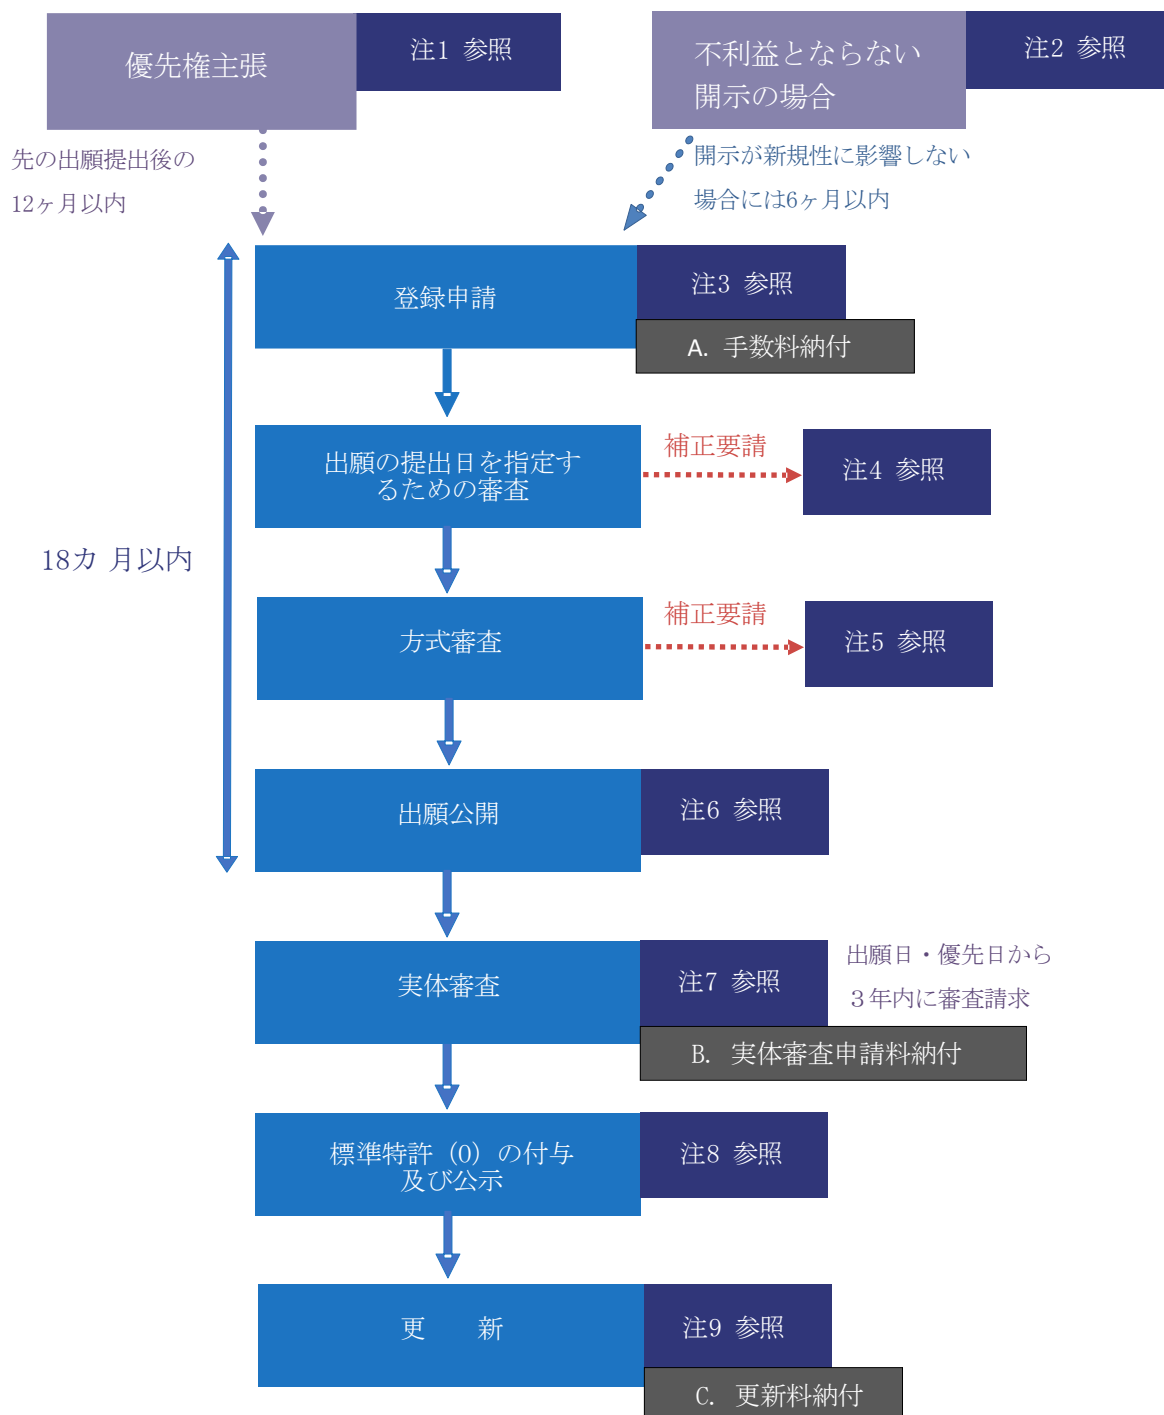 優先権主張
注1 参照
不利益とならない
開示の場合
注2 参照
先の出願提出後の
12ヶ月以内
開示が新規性に影響しない
場合には6ヶ月以内
登録申請
注3 参照
A. 手数料納付
出願の提出日を指定す
るための審査
補正要請
注4 参照
18カ 月以内
方式審査
補正要請
注5 参照
出願公開
注6 参照
実体審査
注7 参照
出願日・優先日から
３年内に審査請求
B. 実体審査申請料納付
標準特許（O）の付与
及び公示
注8 参照
更　新
注9 参照
C. 更新料納付